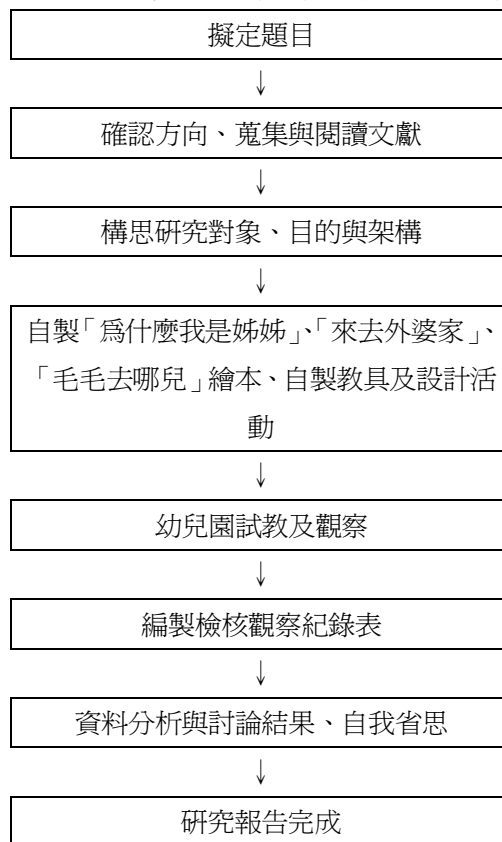 擬定題目
↓
確認方向、蒐集與閱讀文獻
↓
構思研究對象、目的與架構
↓
自製「為什麼我是姊姊」、「來去外婆家」、
「毛毛去哪兒」繪本、自製教具及設計活
動
↓
幼兒園試教及觀察
↓
編製檢核觀察紀錄表
↓
資料分析與討論結果、自我省思
↓
研究報告完成